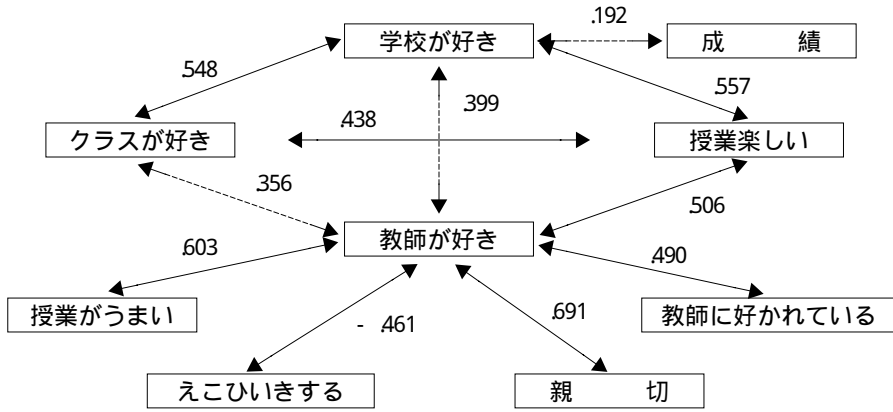 .192
学校が好き
成 績
.548
.557
.399
.438
クラスが好き
授業楽しい
.356
.506
教師が好き
.603
.490
授業がうまい
- .461
.691
教師に好かれている
えこひいきする
親 切